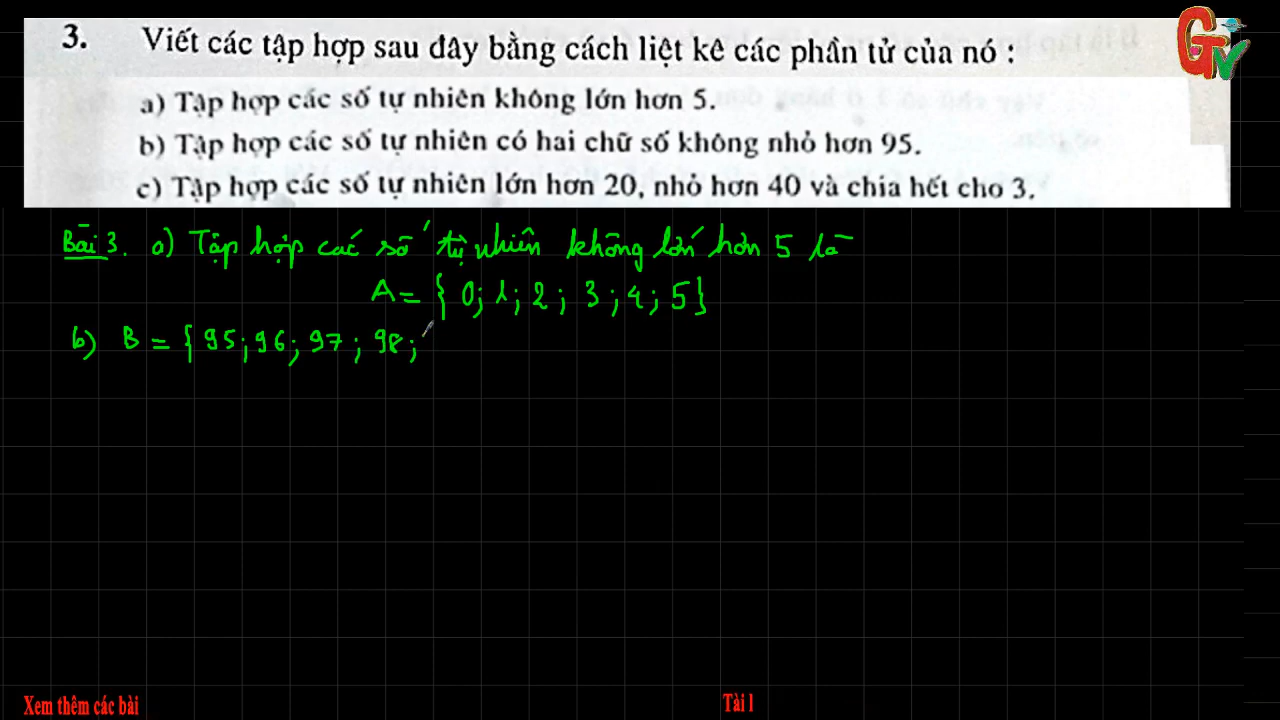 3. Viết các tập hợp sau đây bằng cách liệt kê các phần tử của nó :
a) Tập hợp các số tự nhiên không lớn hơn 5.
b) Tập hợp các số tự nhiên có hai chữ số không nhỏ hơn 95.
c) Tập hợp các số tự nhiên lớn hơn 20, nhỏ hơn 40 và chia hết cho 3.
Bài 3. a) Tập hợp các số tự nhiên không lớn hơn 5 là
A = { 0; 1; 2; 3; 4; 5}
b) B = { 95; 96; 97; 98;
Xem thêm các bài
Tài l
GTV